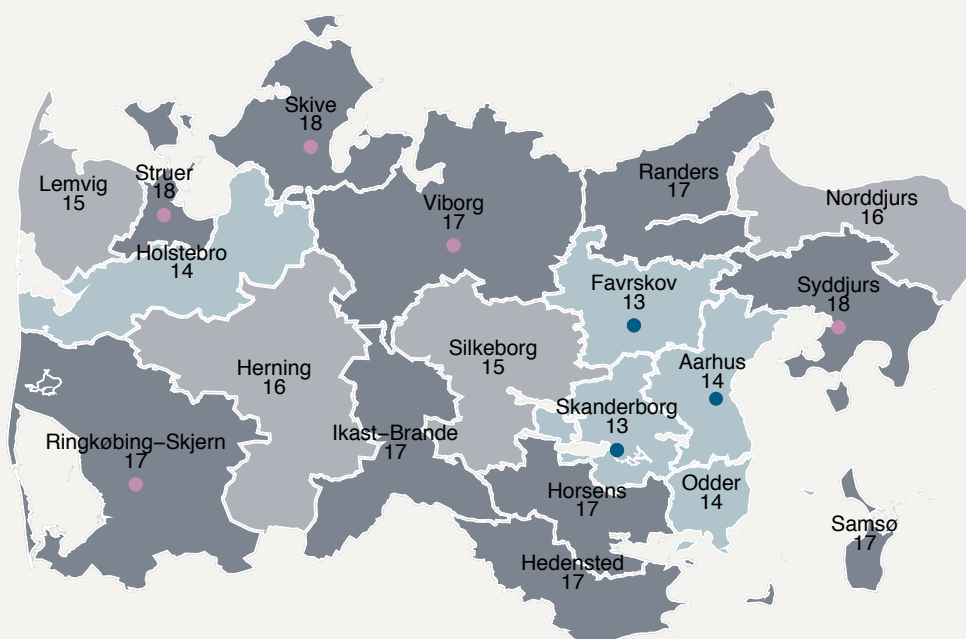 Skive
18
Struer
18
Lemvig
15
Randers
17
Viborg
17
Norddjurs
16
Holstebro
14
Favrskov
13
Syddjurs
18
Silkeborg
15
Herning
16
Aarhus
14
Skanderborg
13
Ikast–Brande
17
Ringkøbing–Skjern
17
Horsens
17
Odder
14
Samsø
17
Hedensted
17